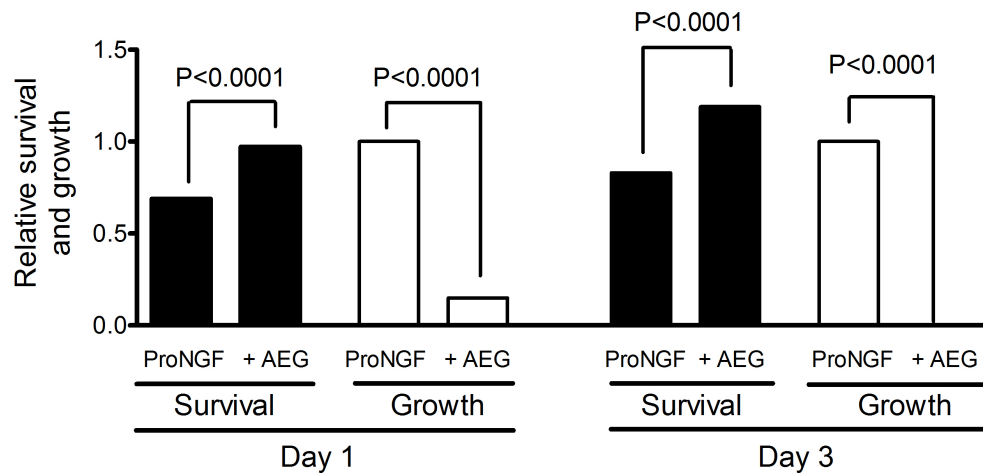 P<0.0001
P<0.0001 P<0.0001 P<0.0001
Relative survival
and growth
1.5
1.0
0.5
0.0
ProNGF + AEG ProNGF + AEG ProNGF + AEG ProNGF + AEG
Survival Growth Survival Growth
Day 1 Day 3